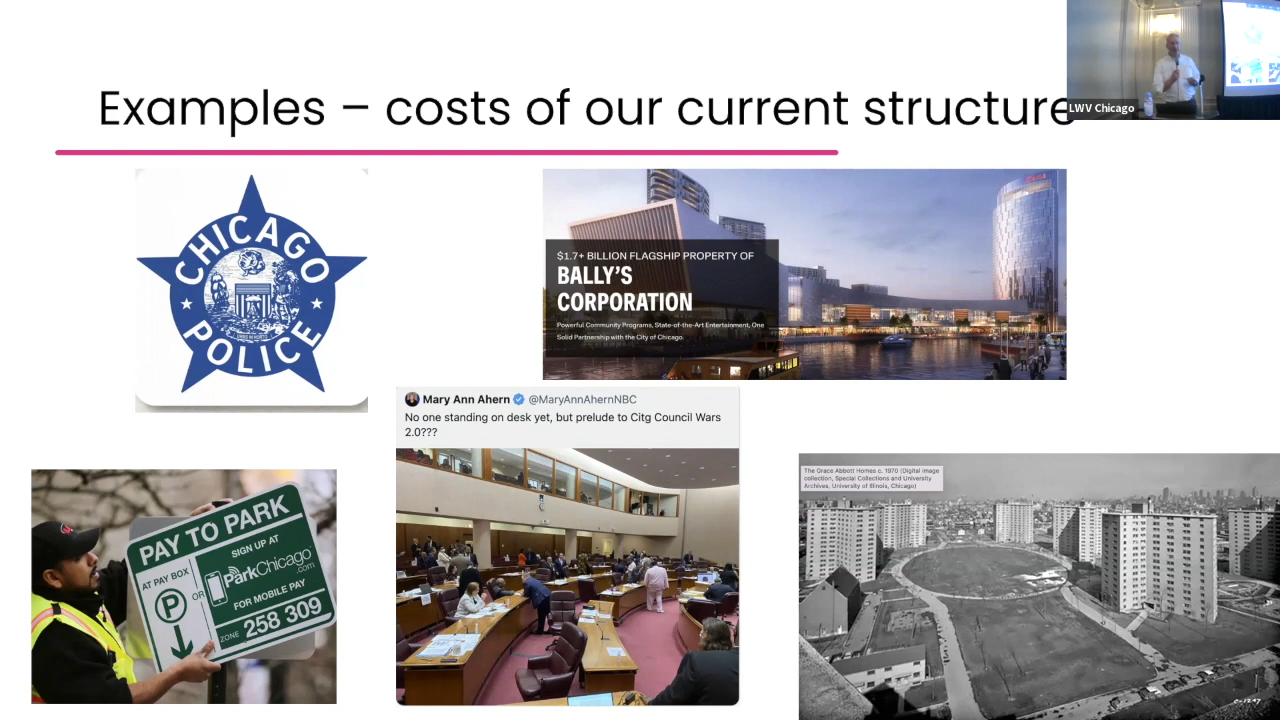 Examples – costs of our current structure
LWV Chicago
CHICAGO
POLICE
$1.7+ BILLION FLAGSHIP PROPERTY OF
BALLY'S
CORPORATION
Powerful Community Programs, State-of-the-Art Entertainment, One
Solid Partnership with the City of Chicago.
Mary Ann Ahern @MaryAnnAhernNBC
No one standing on desk yet, but prelude to Citg Council Wars
2.0???
PAY TO PARK
SIGN UP AT
AT PAY BOX
P
OR
ParkChicago
.com
FOR MOBILE PAY
ZONE 258 309
The Grace Abbott Homes c. 1970 (Digital image
collection, Special Collections and University
Archives, University of Illinois, Chicago)